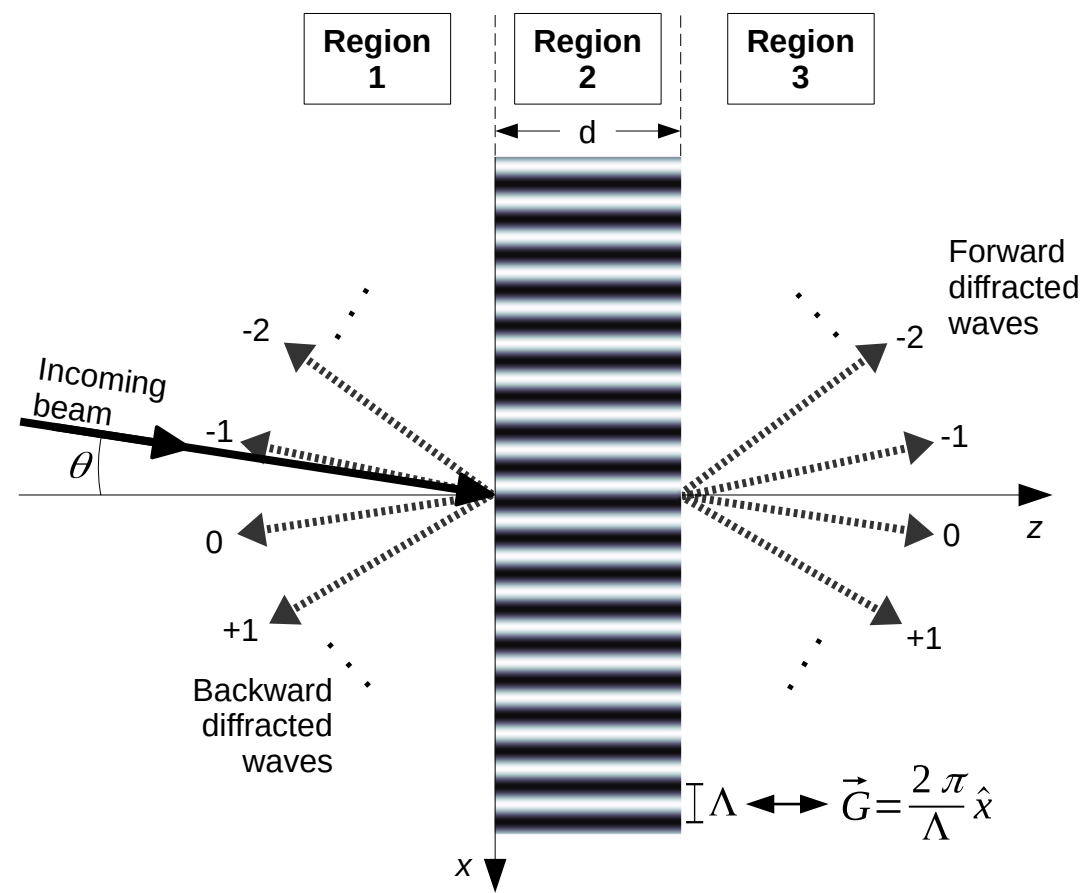 Region
1
Region
2
Region
3
d
Forward
diffracted
waves
-2
-2
Incoming
beam
-1
-1
θ
0
0
z
+1
+1
Backward
diffracted
waves
Λ ↔ G⃗ = 2 π / Λ x̂
x